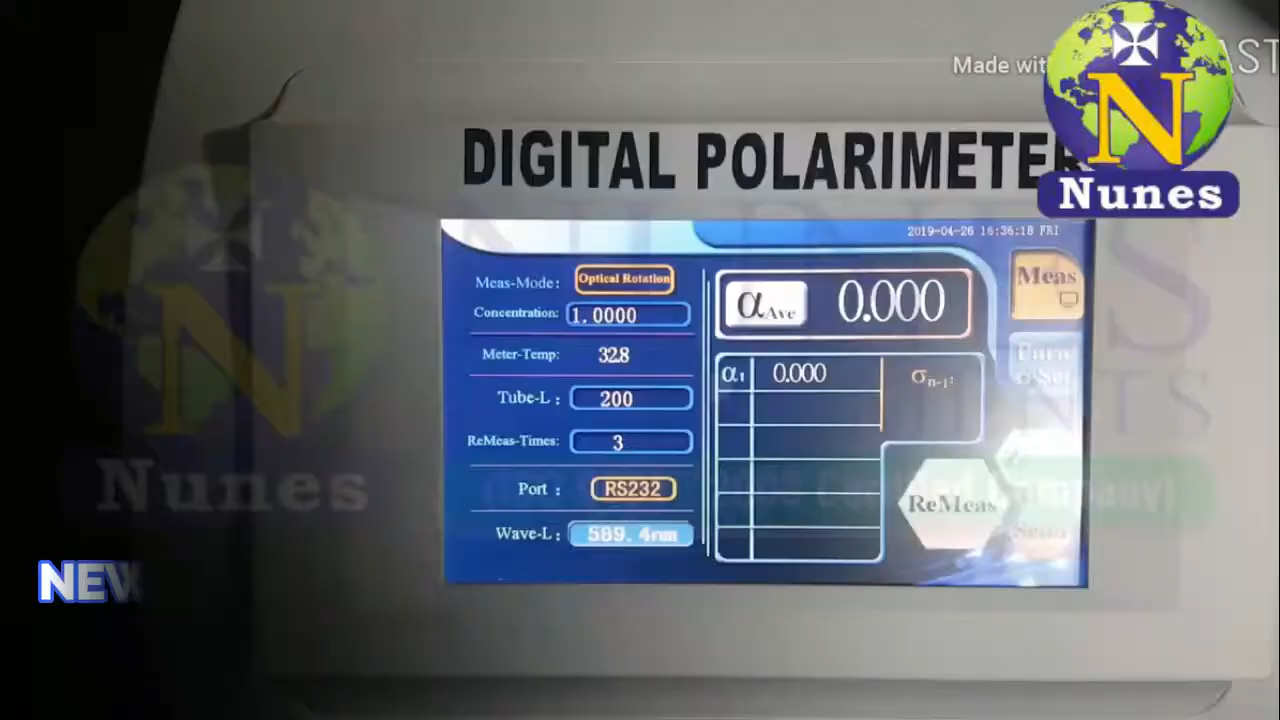 Made with
N
Nunes
DIGITAL POLARIMETER
2019-04-26 16:36:18 FRI
Meas-Mode: Optical Rotation
Concentration: 1.0000
Meter-Temp: 32.8
Tube-L : 200
ReMeas-Times: 3
Port : RS232
Wave-L : 589.4nm
αAve 0.000
α1 0.000
σn-1:
Meas
ReMeas
N
Nunes
NEW